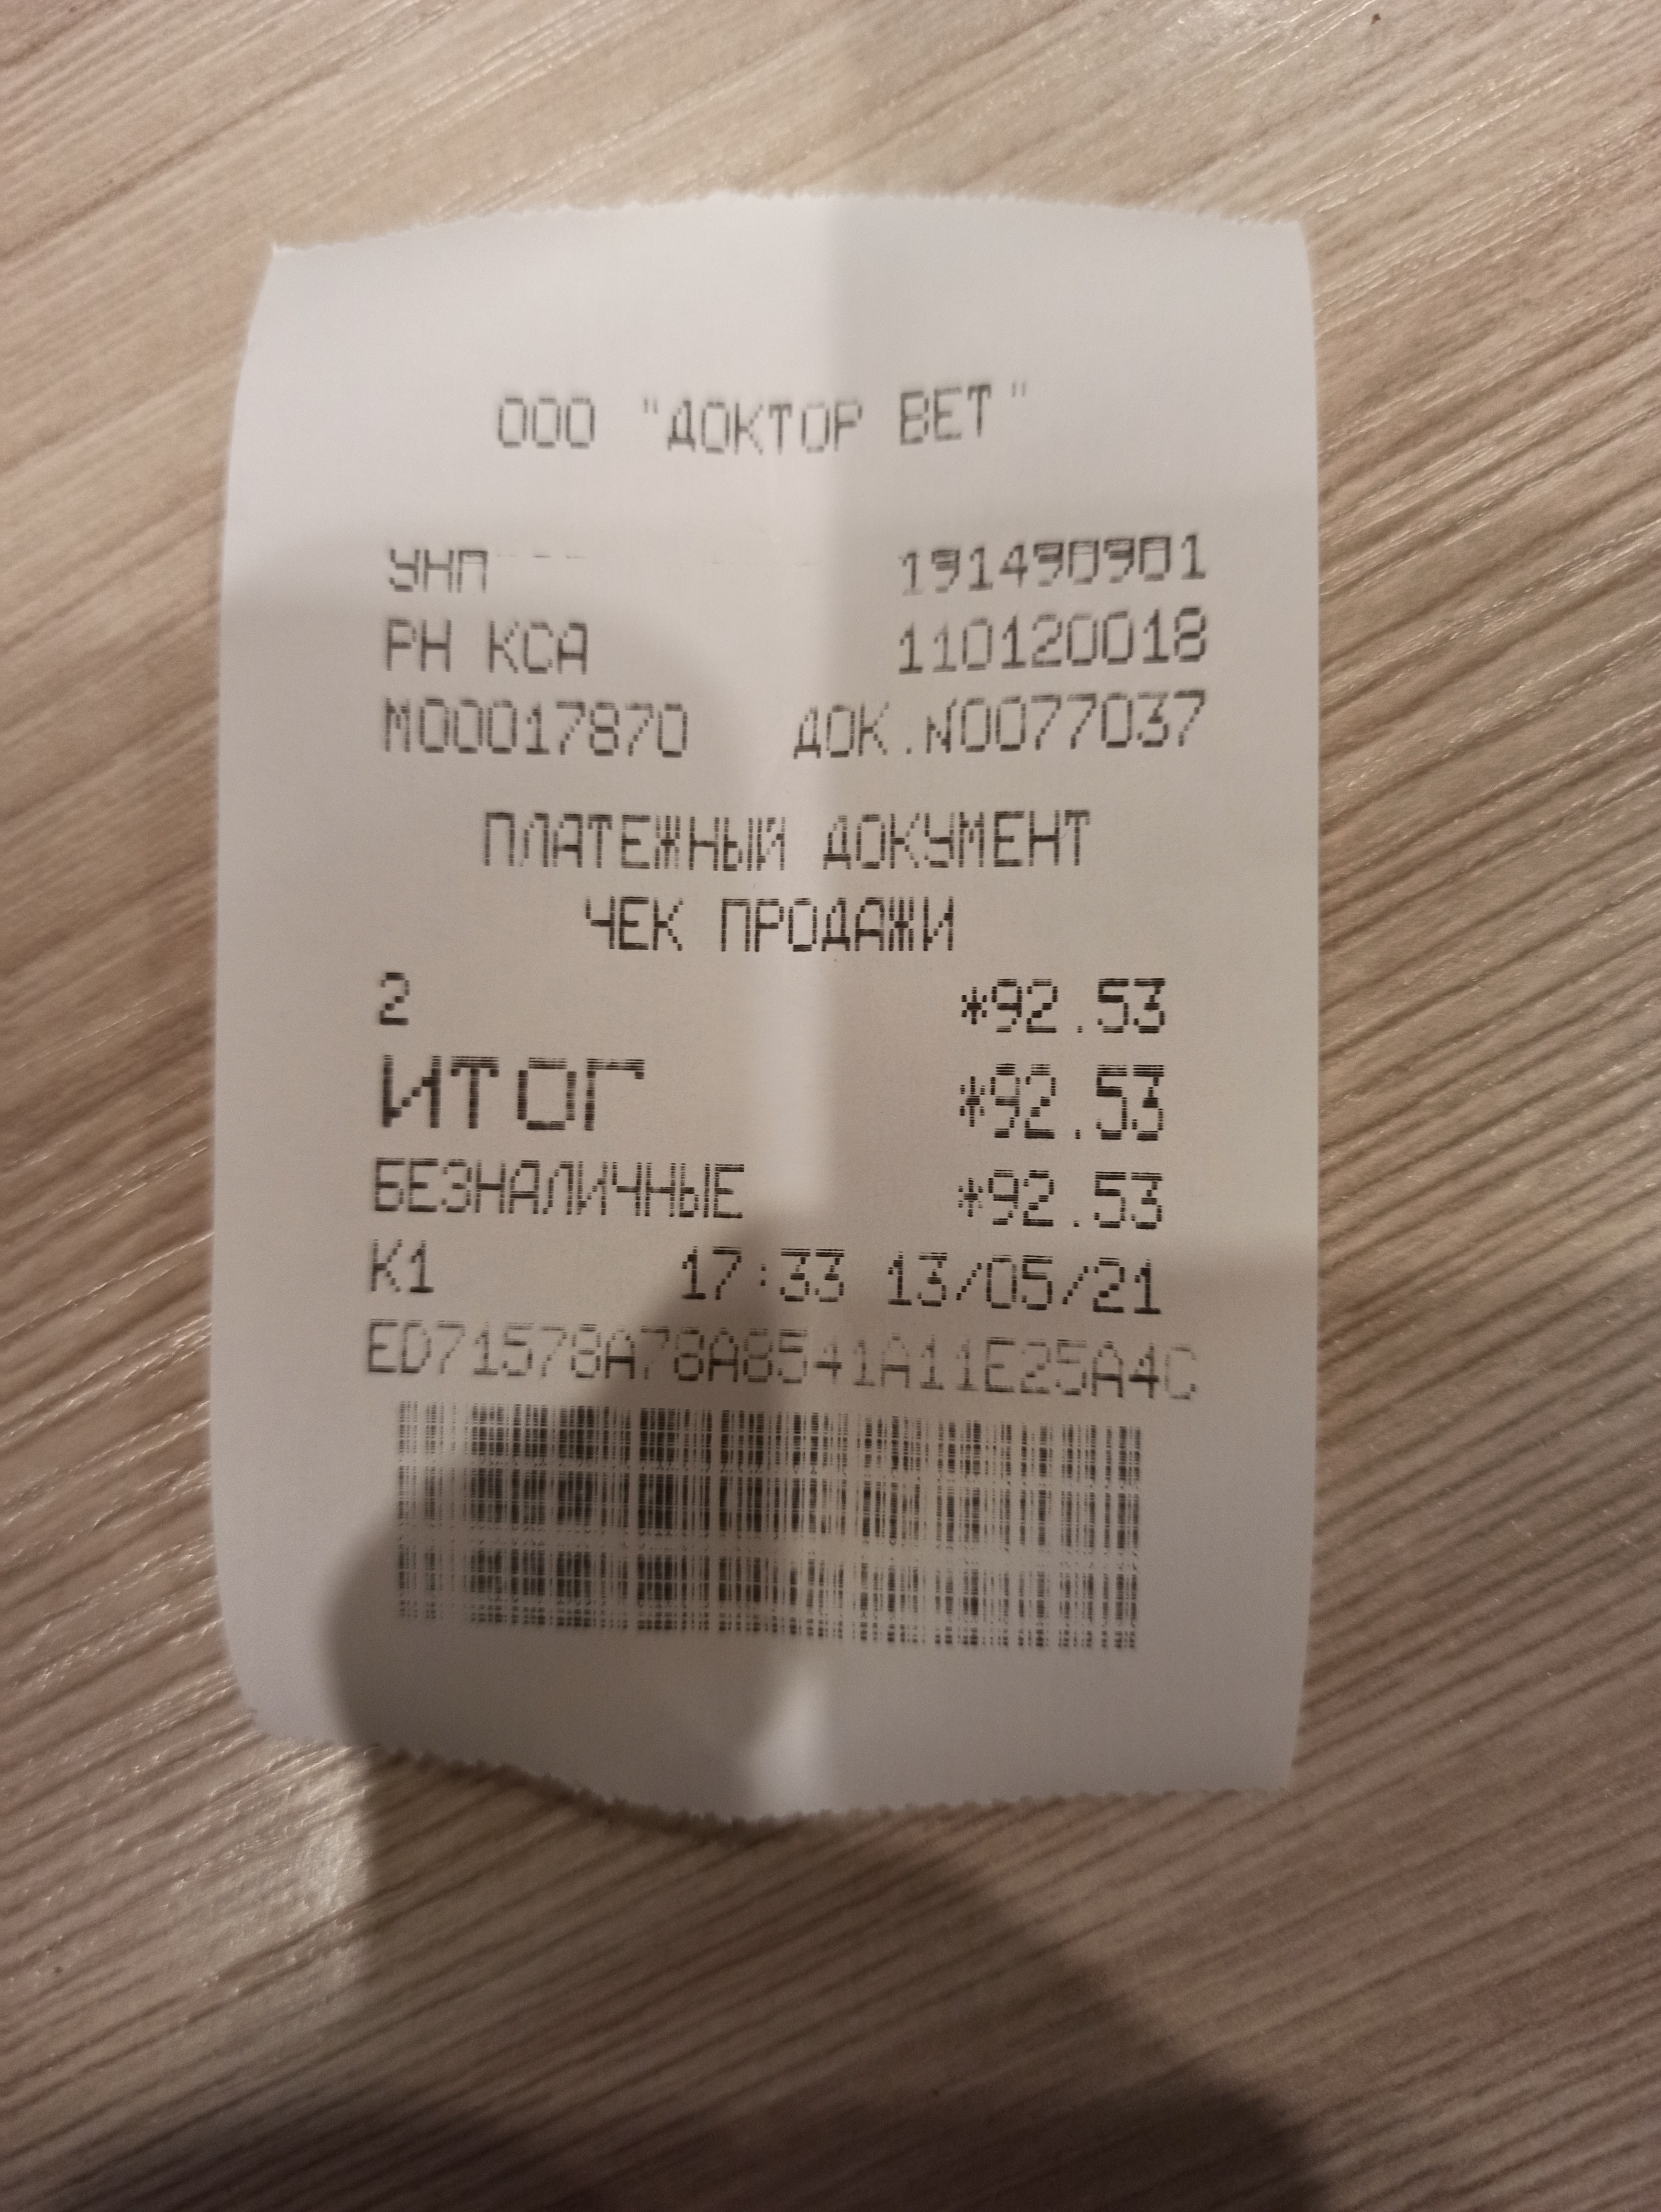 ООО "ДОКТОР ВЕТ"
УНП 191490901
РН КСА 110120018
М00017870 ДОК.N0077037
ПЛАТЕЖНЫЙ ДОКУМЕНТ
ЧЕК ПРОДАЖИ
2 *92.53
ИТОГ *92.53
БЕЗНАЛИЧНЫЕ *92.53
К1 17:33 13/05/21
ED71578A78A8541A11E25A4C